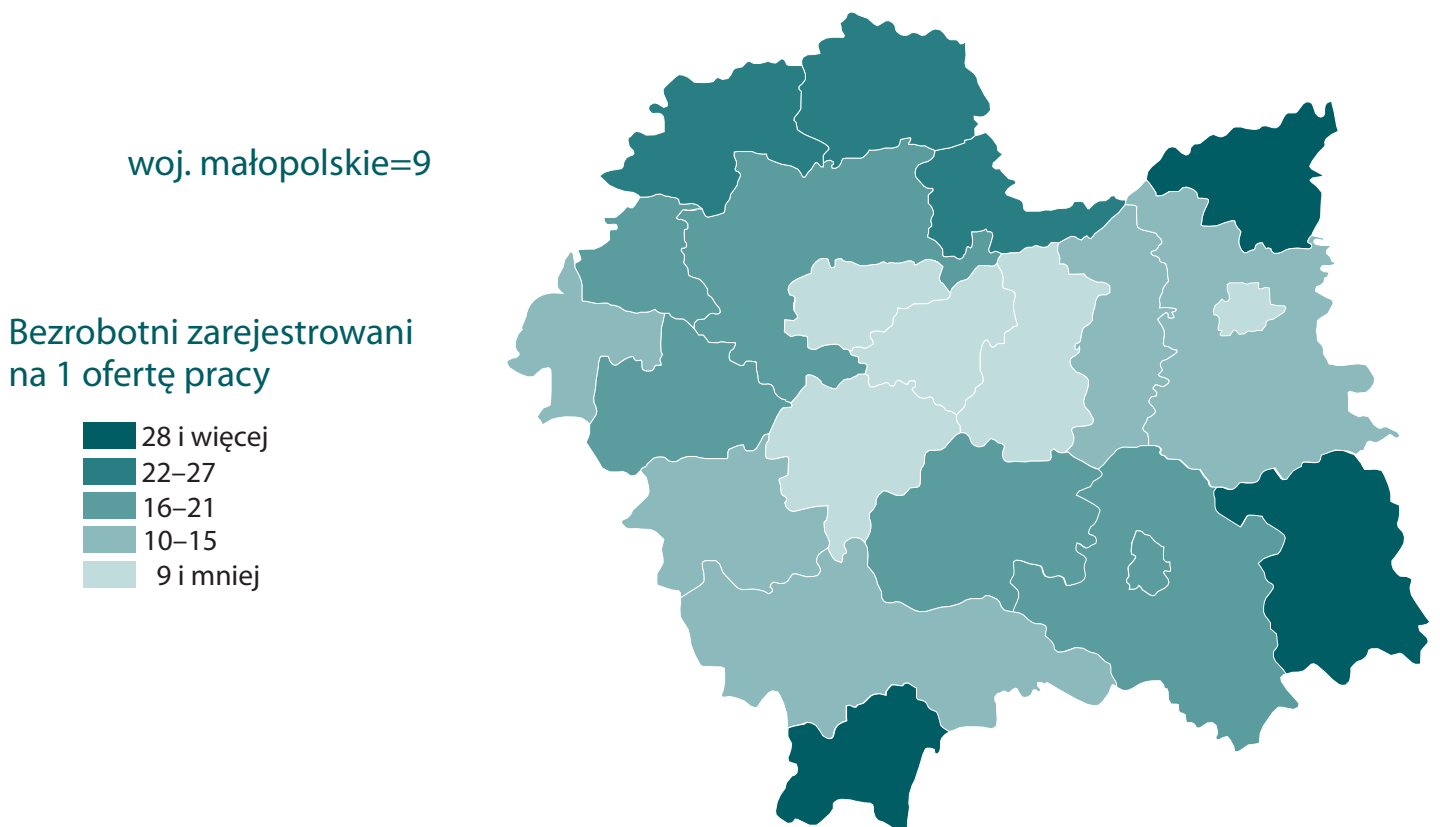 woj. małopolskie=9
Bezrobotni zarejestrowani
na 1 ofertę pracy
28 i więcej
22–27
16–21
10–15
9 i mniej